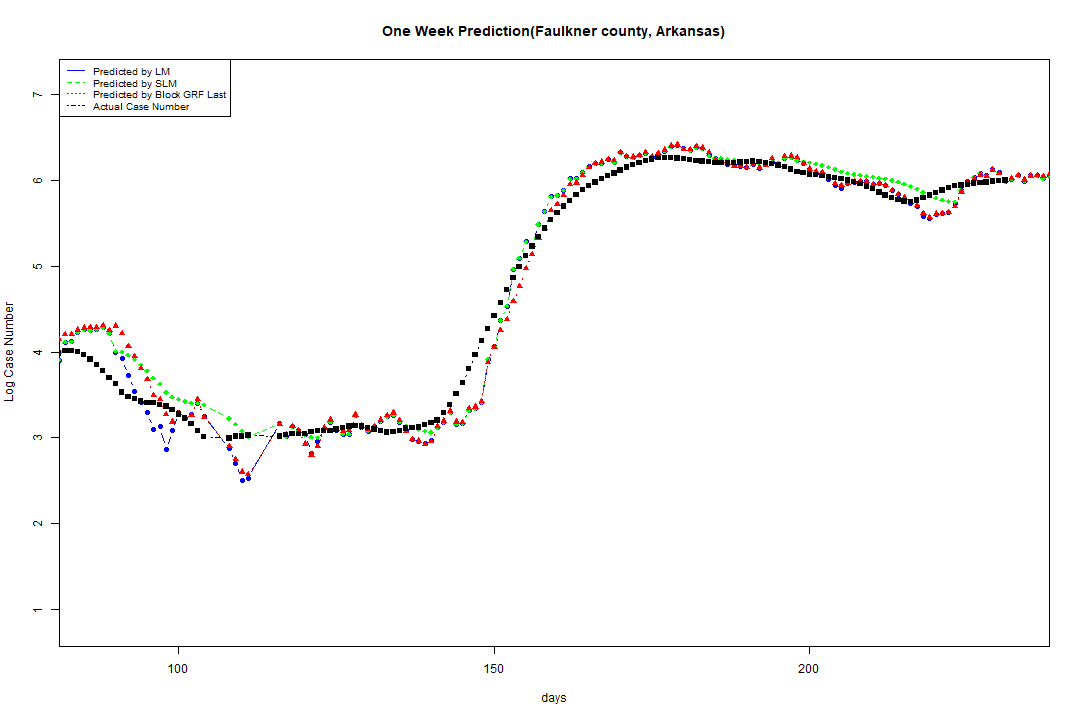 One Week Prediction(Faulkner county, Arkansas)
Predicted by LM
Predicted by SLM
Predicted by Block GRF Last
Actual Case Number
7
6
5
4
3
2
1
Log Case Number
100 150 200
days